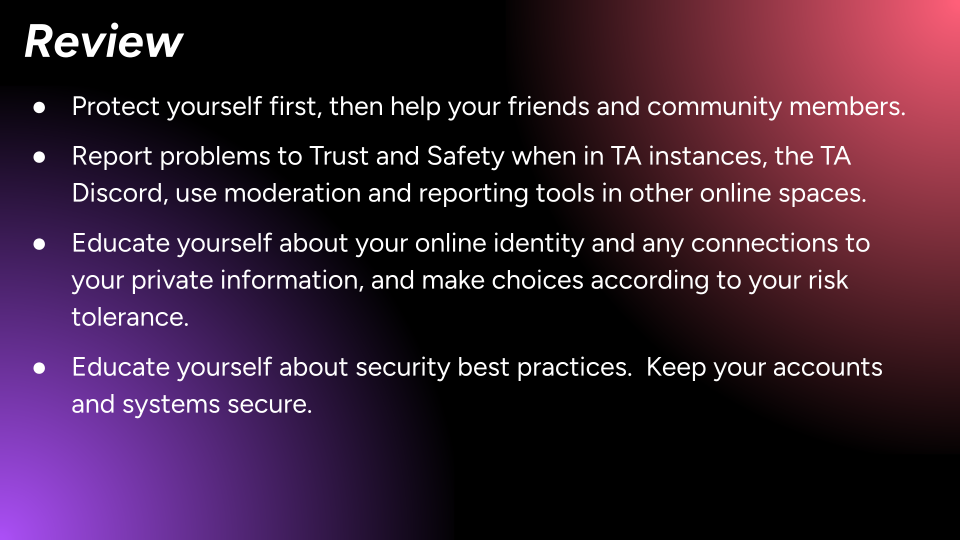 Review
● Protect yourself first, then help your friends and community members.
● Report problems to Trust and Safety when in TA instances, the TA
Discord, use moderation and reporting tools in other online spaces.
● Educate yourself about your online identity and any connections to
your private information, and make choices according to your risk
tolerance.
● Educate yourself about security best practices.  Keep your accounts
and systems secure.